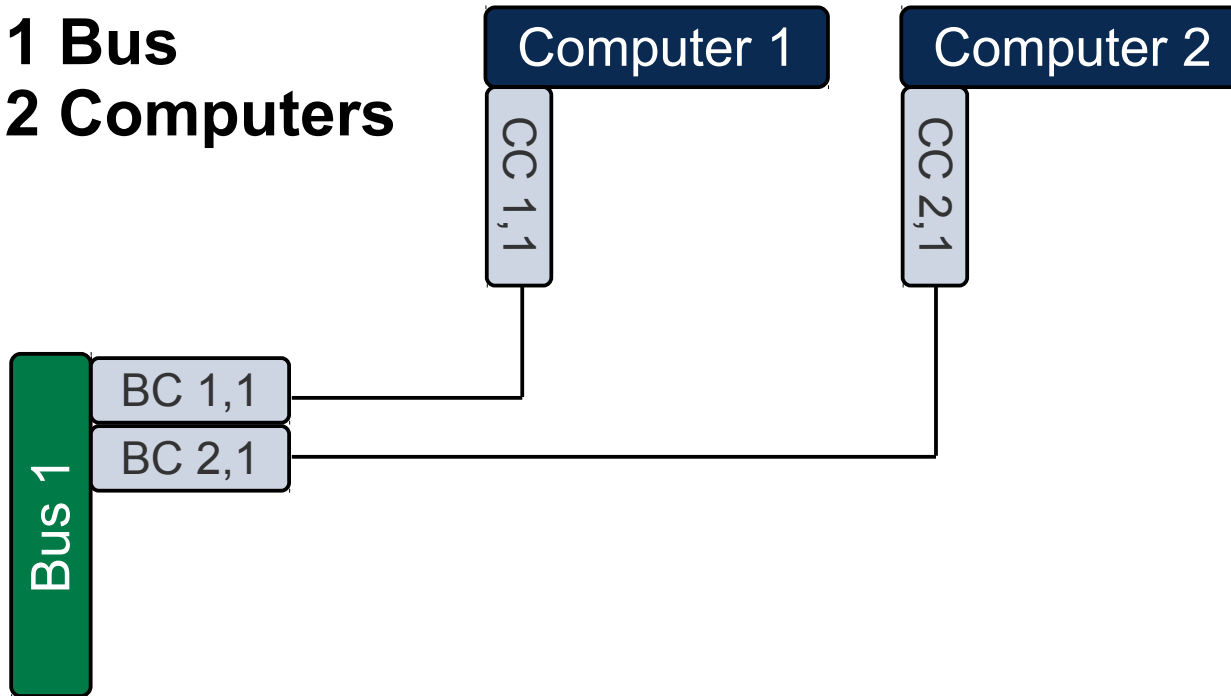 1 Bus
2 Computers
Computer 1
Computer 2
CC 1,1
CC 2,1
BC 1,1
BC 2,1
Bus 1